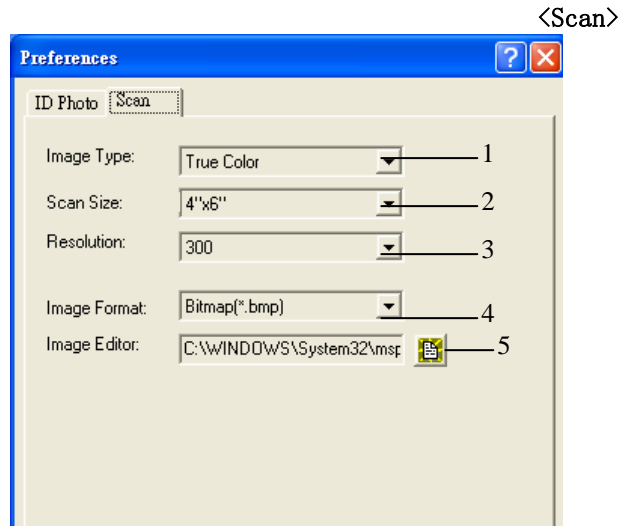 <Scan>
Preferences ?
ID Photo Scan
Image Type: True Color 1
Scan Size: 4"x6" 2
Resolution: 300 3
Image Format: Bitmap(*.bmp) 4
Image Editor: C:\WINDOWS\System32\msp 5